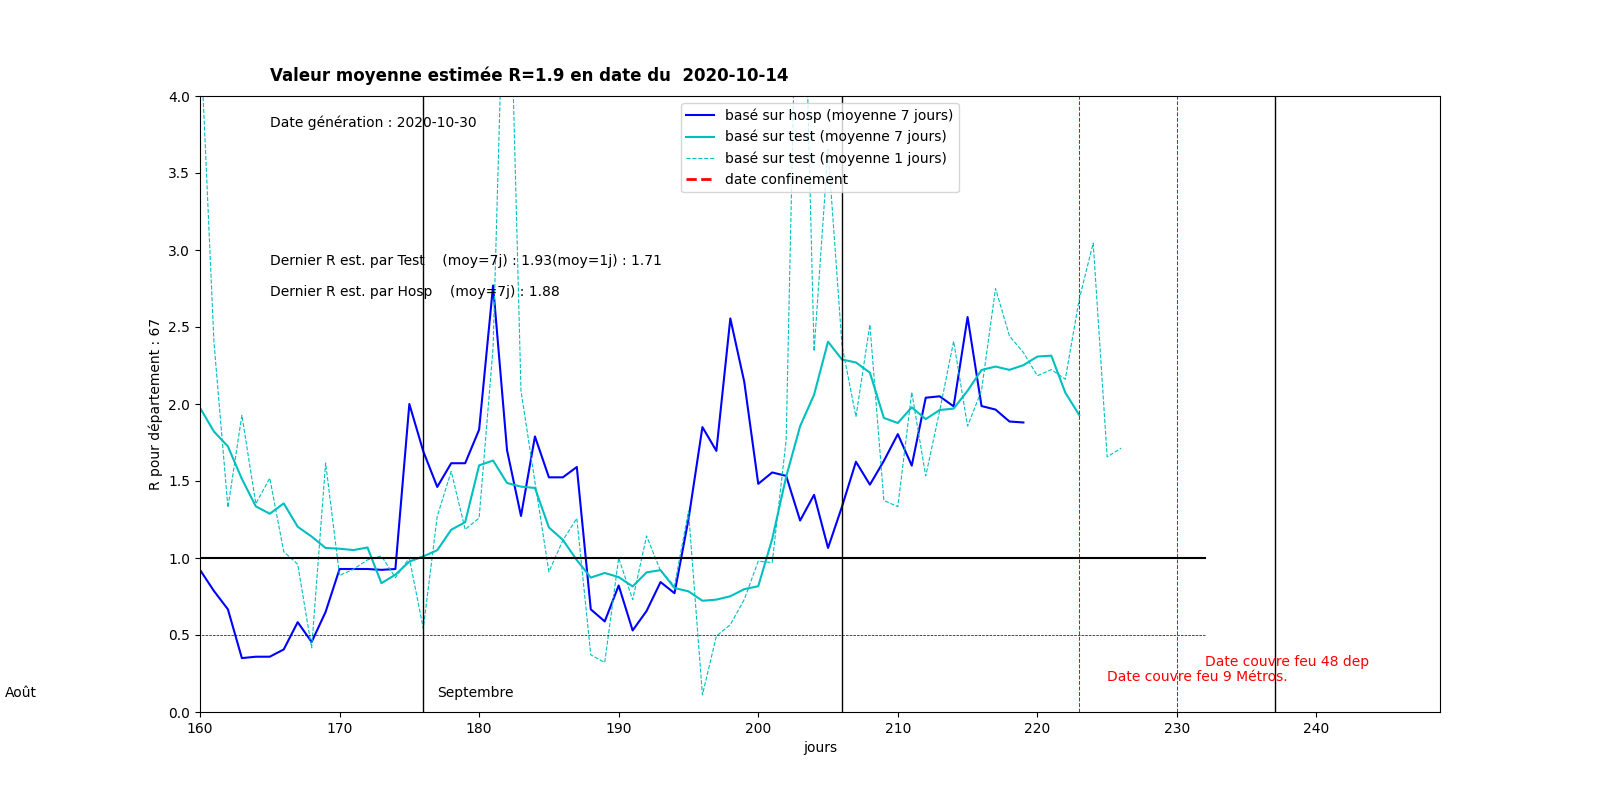 Valeur moyenne estimée R=1.9 en date du  2020-10-14
4.0
Date génération : 2020-10-30
basé sur hosp (moyenne 7 jours)
basé sur test (moyenne 7 jours)
basé sur test (moyenne 1 jours)
date confinement
3.5
3.0
Dernier R est. par Test    (moy=7j) : 1.93(moy=1j) : 1.71
Dernier R est. par Hosp    (moy=7j) : 1.88
2.5
2.0
1.5
1.0
0.5
0.0
R pour département : 67
Date couvre feu 48 dep
Date couvre feu 9 Métros.
Août
Septembre
160 170 180 190 200 210 220 230 240
jours